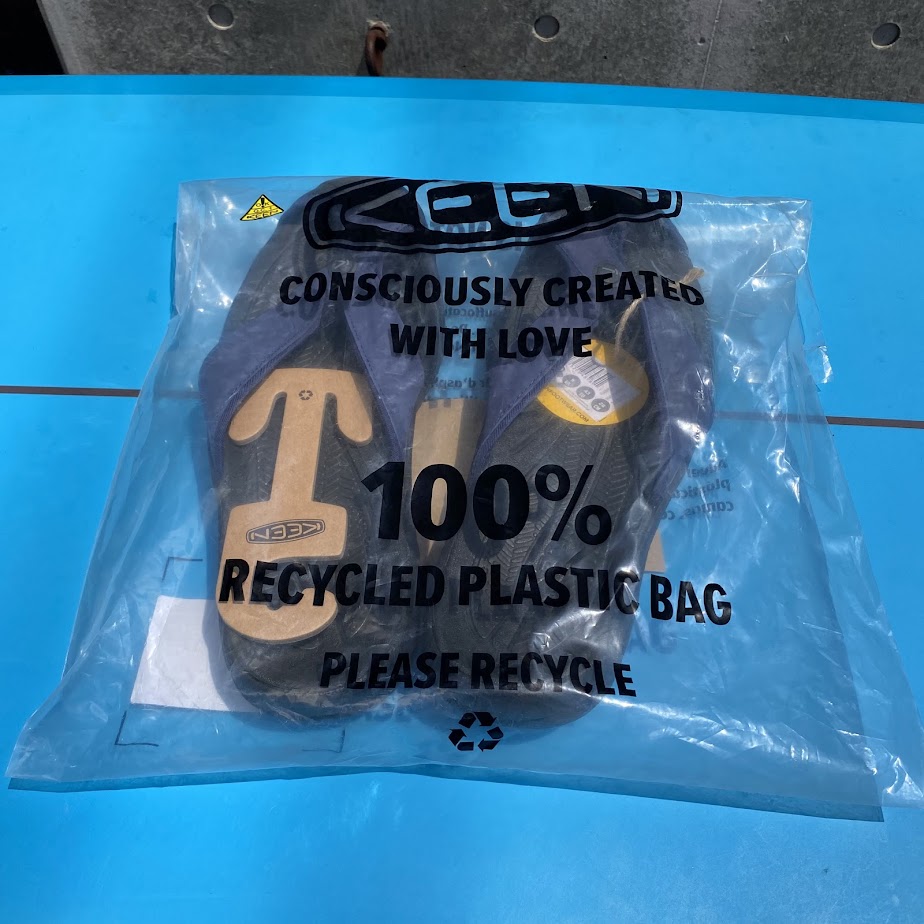 KEEN
CONSCIOUSLY CREATED
WITH LOVE
100%
RECYCLED PLASTIC BAG
PLEASE RECYCLE
KEEN